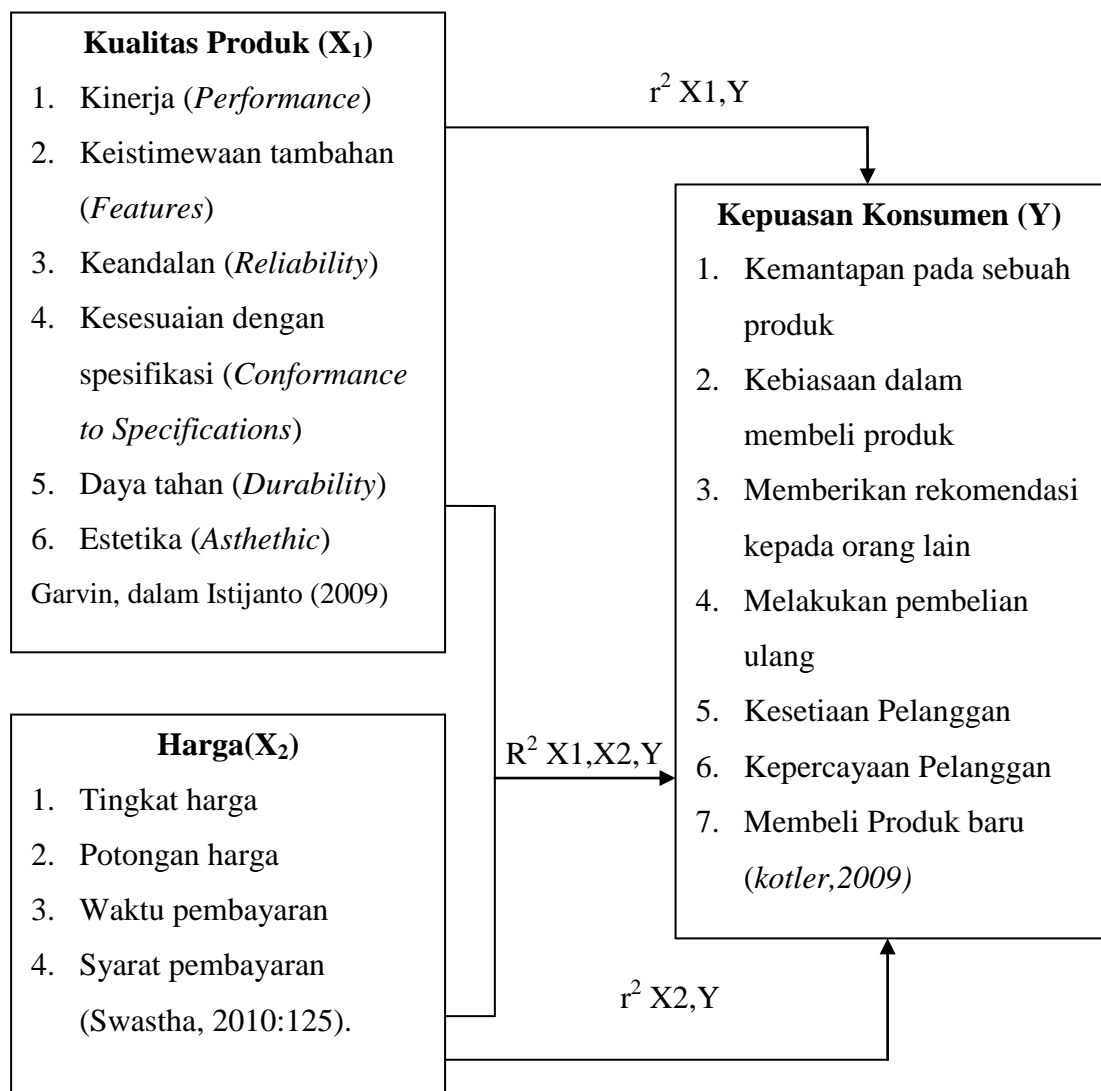 Kualitas Produk (X₁)
1. Kinerja (Performance)
2. Keistimewaan tambahan
(Features)
3. Keandalan (Reliability)
4. Kesesuaian dengan
spesifikasi (Conformance
to Specifications)
5. Daya tahan (Durability)
6. Estetika (Asthethic)
Garvin, dalam Istijanto (2009)
r² X1,Y
Kepuasan Konsumen (Y)
1. Kemantapan pada sebuah
produk
2. Kebiasaan dalam
membeli produk
3. Memberikan rekomendasi
kepada orang lain
4. Melakukan pembelian
ulang
5. Kesetiaan Pelanggan
6. Kepercayaan Pelanggan
7. Membeli Produk baru
(kotler,2009)
R² X1,X2,Y
Harga(X₂)
1. Tingkat harga
2. Potongan harga
3. Waktu pembayaran
4. Syarat pembayaran
(Swastha, 2010:125).
r² X2,Y